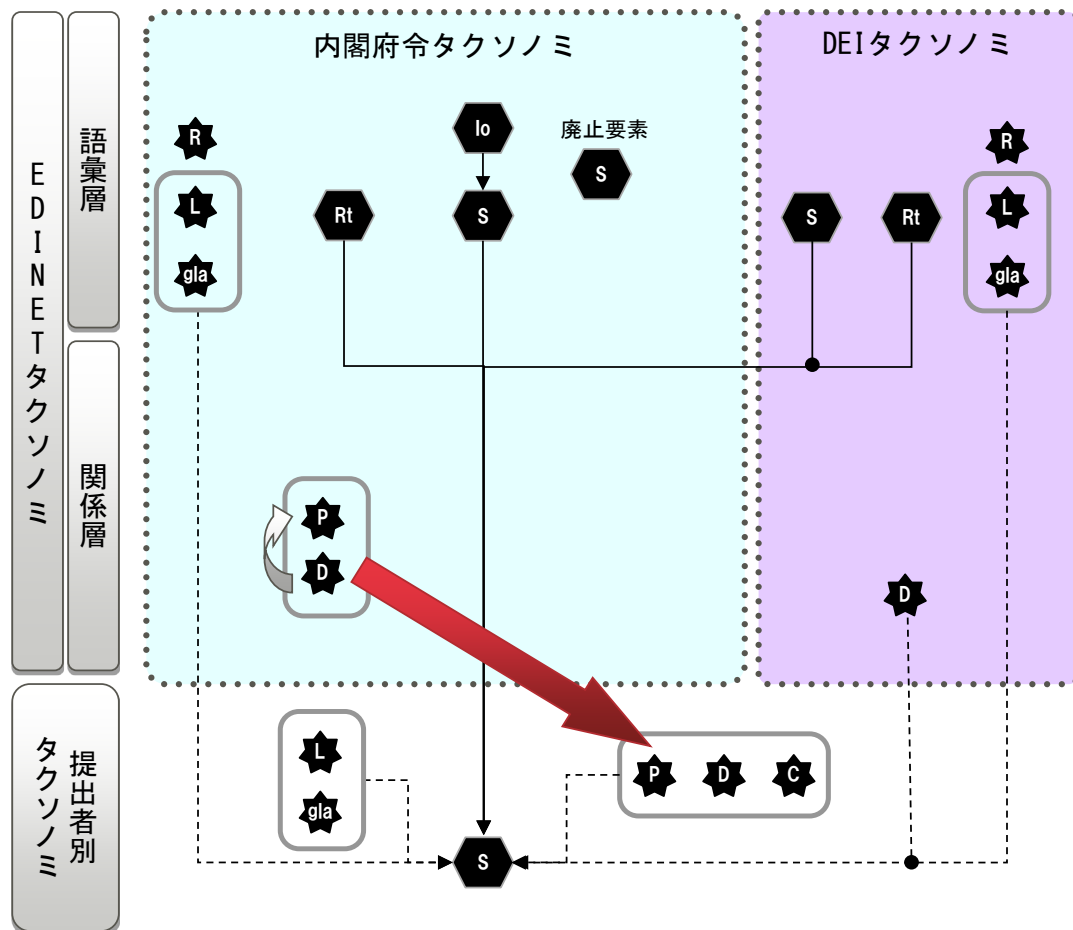 EDINETタクソノミ
語彙層
関係層
提出者別
タクソノミ
内閣府令タクソノミ
DEIタクソノミ
R
L
gla
Io
廃止要素
S
Rt
S
S
Rt
R
L
gla
P
D
D
L
gla
P D C
S